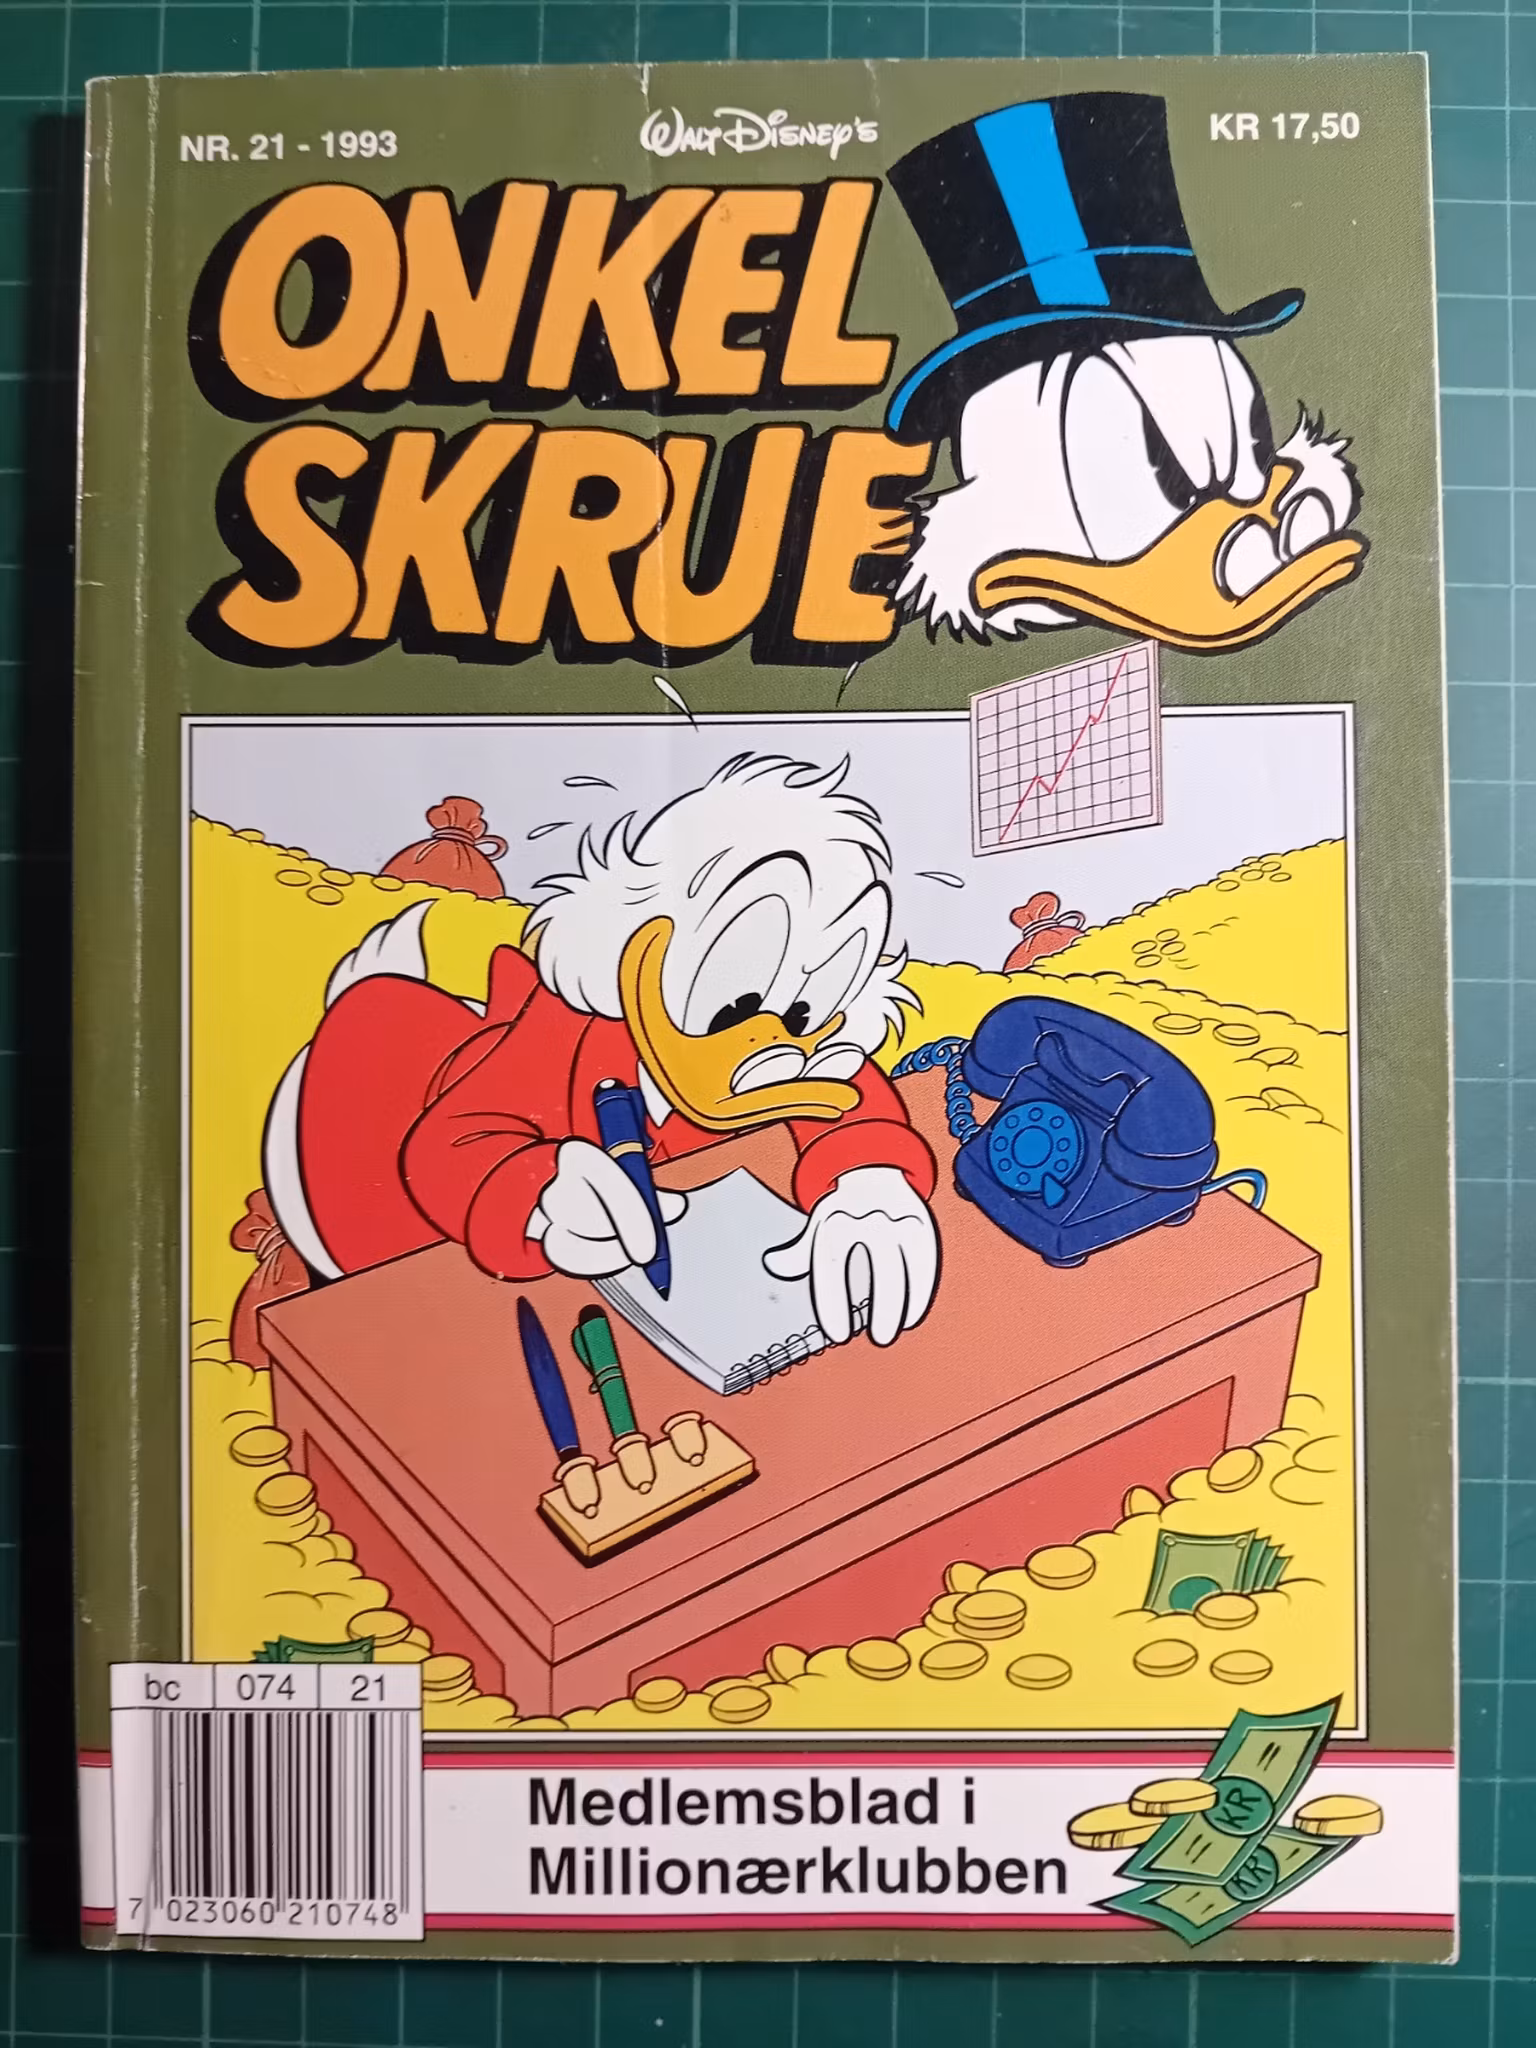 NR. 21 - 1993
WALT DISNEY'S
KR 17,50
ONKEL
SKRUE
bc 074 21
7 023060 210748
Medlemsblad i
Millionærklubben
KR
KR